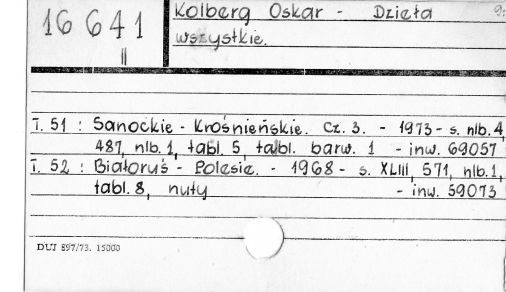 16 641 Kolberg Oskar - Dzieła 9:
II wszystkie.
T. 51 : Sanockie - Krośnieńskie. Cz. 3. - 1973 - s. nlb. 4,
487, nlb. 1, tabl. 5, tabl. barw. 1 - inw. 69057
T. 52 : Białoruś - Polesie. - 1968 - s. XLIII, 571, nlb. 1,
tabl. 8, nuty - inw. 59073
DUJ 897/73. 15000